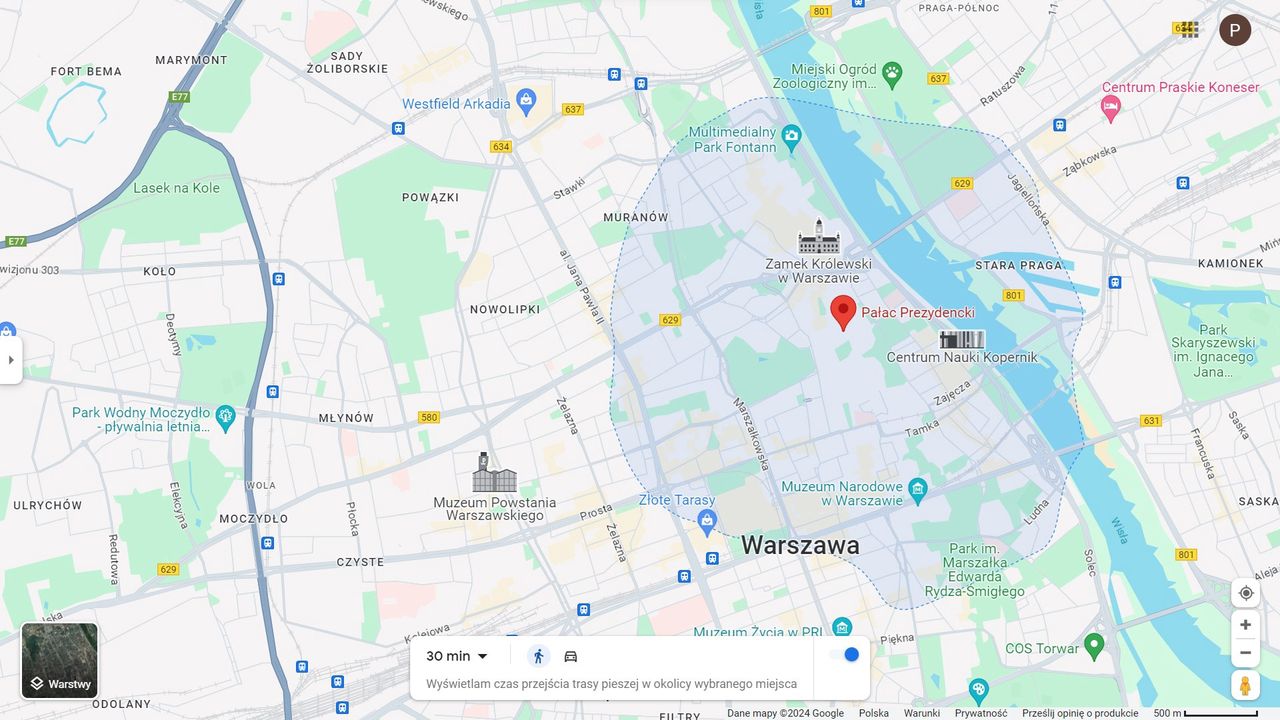 801
PRAGA-PÓŁNOC
Wisła
634
P
MARYMONT
SADY
ŻOLIBORSKIE
FORT BEMA
E77
Westfield Arkadia
637
634
Miejski Ogród
Zoologiczny im...
637
Ratuszowa
Centrum Praskie Koneser
Multimedialny
Park Fontann
Ząbkowska
Lasek na Kole
POWĄZKI
Stawki
629
Jagiellońska
MURANÓW
E77
wizjonu 303
KOŁO
al. Jana Pawła II
Zamek Królewski
w Warszawie
STARA PRAGA
KAMIONEK
801
NOWOLIPKI
629
Pałac Prezydencki
Deotymy
Centrum Nauki Kopernik
Park
Skaryszewski
im. Ignacego
Jana...
Zajęcza
Park Wodny Moczydło
- pływalnia letnia...
MŁYNÓW
580
Żelazna
Marszałkowska
Tamka
631
Saska
Francuska
WOLA
ULRYCHÓW
Elekcyjna
MOCZYDŁO
Płocka
Muzeum Powstania
Warszawskiego
Prosta
Złote Tarasy
Muzeum Narodowe
w Warszawie
Ludna
SASKA
Redutowa
Żelazna
Warszawa
Wisła
629
CZYSTE
Park im.
Marszałka
Edwarda
Rydza-Śmigłego
Solec
801
Kolejowa
Muzeum Życia w PRL
Piękna
COS Torwar
30 min
Wyświetlam czas przejścia trasy pieszej w okolicy wybranego miejsca
Warstwy
ODOLANY
FILTRY
Dane mapy ©2024 Google
Polska
Warunki
Prywatność
Prześlij opinię o produkcie
500 m